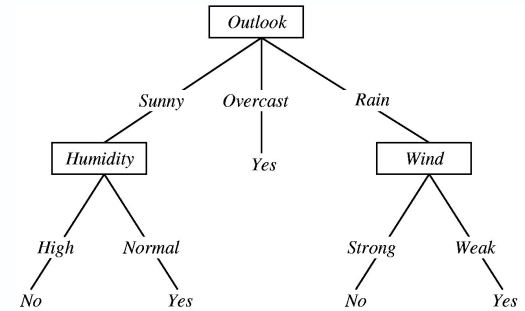 Outlook
Sunny Overcast Rain
Humidity Yes Wind
High Normal Strong Weak
No Yes No Yes